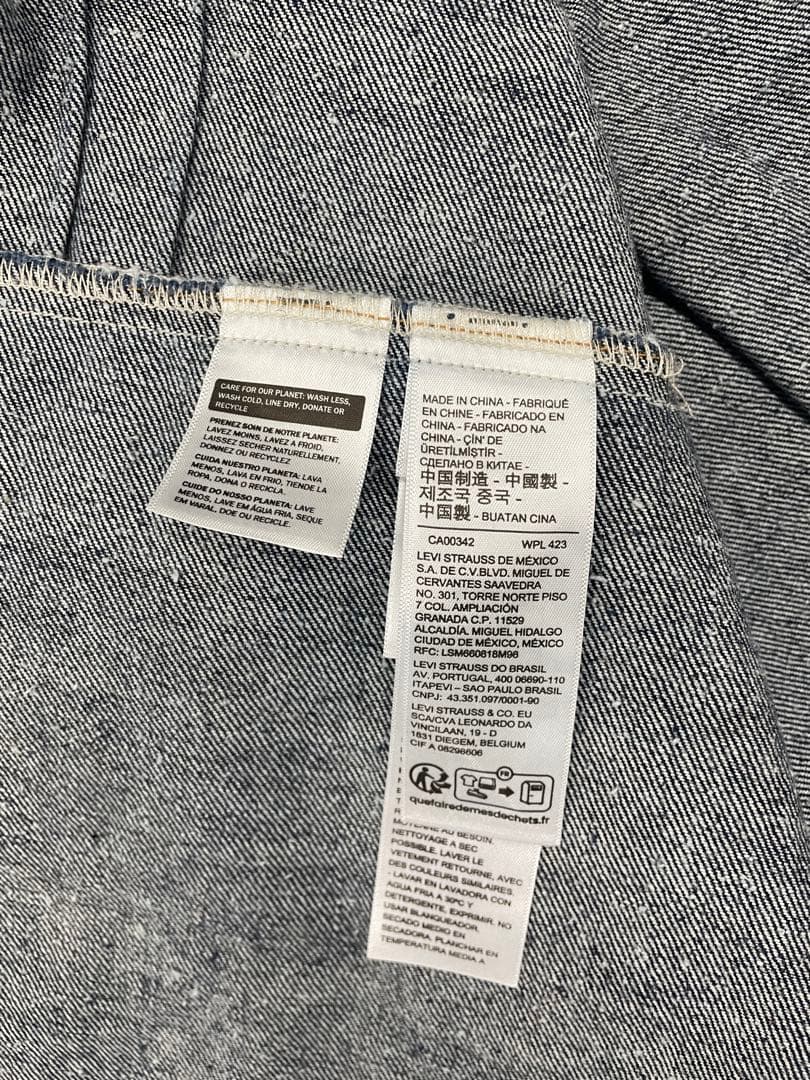 CARE FOR OUR PLANET: WASH LESS,
WASH COLD, LINE DRY, DONATE OR
RECYCLE
PRENEZ SOIN DE NOTRE PLANETE:
LAVEZ MOINS, LAVEZ A FROID,
LAISSEZ SECHER NATURELLEMENT,
DONNEZ OU RECYCLEZ
CUIDA NUESTRO PLANETA: LAVA
MENOS, LAVA EN FRIO, TIENDE LA
ROPA, DONA O RECICLA.
CUIDE DO NOSSO PLANETA: LAVE
MENOS, LAVE EM ÁGUA FRIA, SEQUE
EM VARAL, DOE OU RECICLE.
MADE IN CHINA - FABRIQUÉ
EN CHINE - FABRICADO EN
CHINA - FABRICADO NA
CHINA - ÇİN' DE
ÜRETİLMİŞTİR -
СДЕЛАНО В КИТАЕ -
中国制造 - 中國製 -
제조국 중국 -
中国製 - BUATAN CINA
CA00342 WPL 423
LEVI STRAUSS DE MÉXICO
S.A. DE C.V.BLVD. MIGUEL DE
CERVANTES SAAVEDRA
NO. 301, TORRE NORTE PISO
7 COL. AMPLIACIÓN
GRANADA C.P. 11529
ALCALDÍA. MIGUEL HIDALGO
CIUDAD DE MÉXICO, MÉXICO
RFC: LSM660818M96
LEVI STRAUSS DO BRASIL
AV. PORTUGAL, 400 06690-110
ITAPEVI – SAO PAULO BRASIL
CNPJ: 43.351.097/0001-90
LEVI STRAUSS & CO. EU
SCA/CVA LEONARDO DA
VINCILAAN, 19 - D
1831 DIEGEM, BELGIUM
CIF A 08298606
FR
quefairedemesdechets.fr
MOYENNE AU BESOIN.
NETTOYAGE A SEC
POSSIBLE. LAVER LE
VETEMENT RETOURNE, AVEC
DES COULEURS SIMILAIRES.
- LAVAR EN LAVADORA CON
AGUA FRIA A 30ºC Y
DETERGENTE. EXPRIMIR. NO
USAR BLANQUEADOR.
SECADO MEDIO EN
SECADORA. PLANCHAR EN
TEMPERATURA MEDIA A